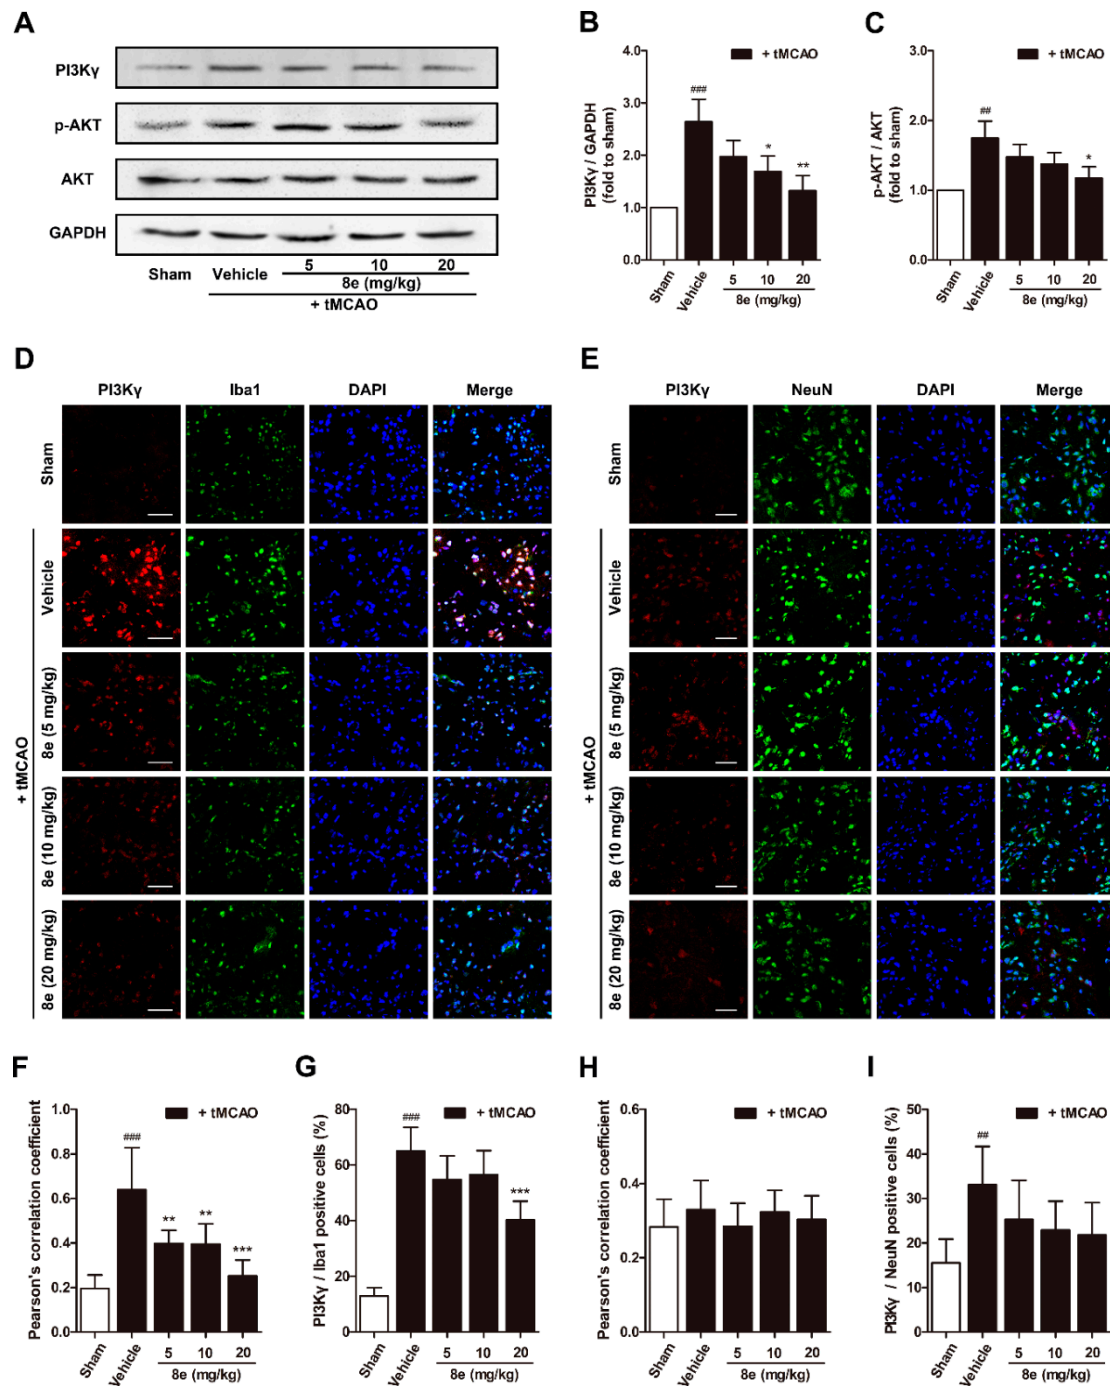 A
PI3Kγ
p-AKT
AKT
GAPDH
Sham Vehicle 5 10 20
8e (mg/kg)
+ tMCAO
B
PI3Kγ / GAPDH
(fold to sham)
4.0
3.0
2.0
1.0
0.0
+ tMCAO
###
*
**
Sham Vehicle 5 10 20
8e (mg/kg)
C
p-AKT / AKT
(fold to sham)
3.0
2.0
1.0
0.0
+ tMCAO
##
*
Sham Vehicle 5 10 20
8e (mg/kg)
D
PI3Kγ Iba1 DAPI Merge
Sham
Vehicle
8e (5 mg/kg)
8e (10 mg/kg)
8e (20 mg/kg)
+ tMCAO
E
PI3Kγ NeuN DAPI Merge
Sham
Vehicle
8e (5 mg/kg)
8e (10 mg/kg)
8e (20 mg/kg)
+ tMCAO
F
Pearson's correlation coefficient
1.0
0.8
0.6
0.4
0.2
0.0
+ tMCAO
###
**
**
***
Sham Vehicle 5 10 20
8e (mg/kg)
G
PI3Kγ / Iba1 positive cells (%)
80
60
40
20
0
+ tMCAO
###
***
Sham Vehicle 5 10 20
8e (mg/kg)
H
Pearson's correlation coefficient
0.6
0.4
0.2
0.0
+ tMCAO
Sham Vehicle 5 10 20
8e (mg/kg)
I
PI3Kγ / NeuN positive cells (%)
50
40
30
20
10
0
+ tMCAO
##
Sham Vehicle 5 10 20
8e (mg/kg)